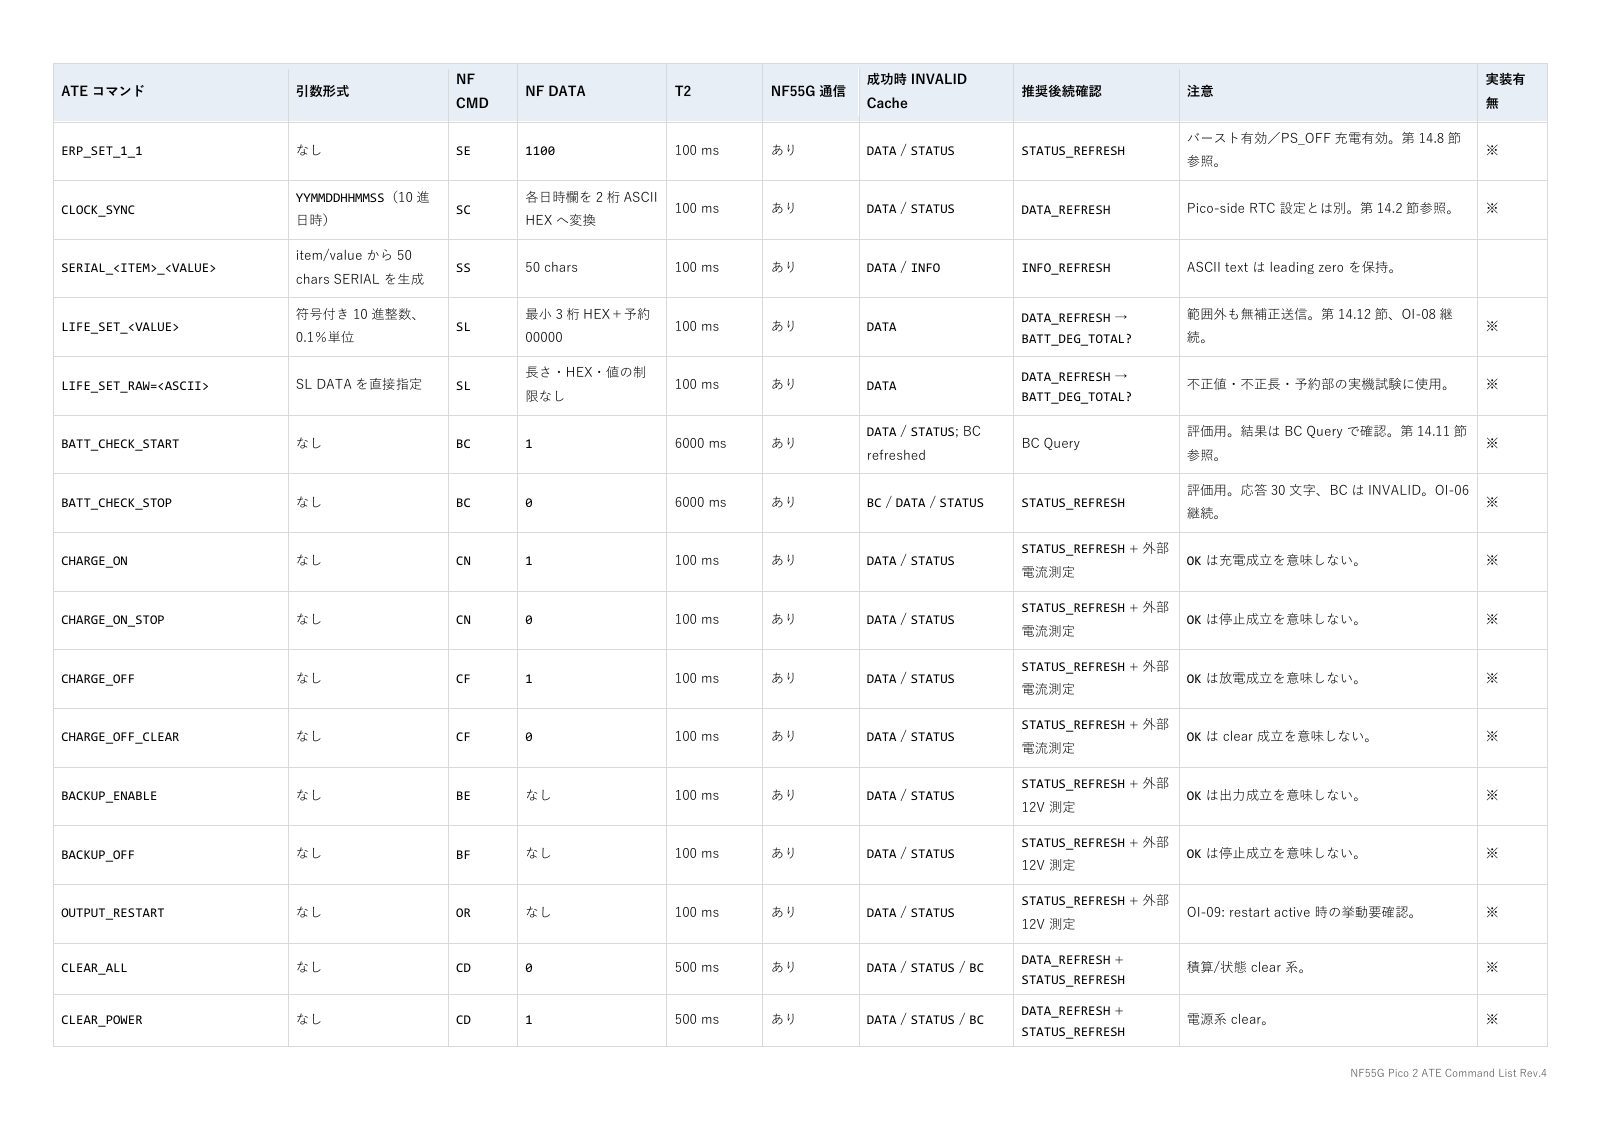 ATE コマンド 引数形式 NF CMD NF DATA T2 NF55G 通信 成功時 INVALID Cache 推奨後続確認 注意 実装有無
ERP_SET_1_1 なし SE 1100 100 ms あり DATA / STATUS STATUS_REFRESH バースト有効／PS_OFF 充電有効。第 14.8 節参照。 ※
CLOCK_SYNC YYMMDDHHMMSS（10 進日時） SC 各日時欄を 2 桁 ASCII HEX へ変換 100 ms あり DATA / STATUS DATA_REFRESH Pico-side RTC 設定とは別。第 14.2 節参照。 ※
SERIAL_<ITEM>_<VALUE> item/value から 50 chars SERIAL を生成 SS 50 chars 100 ms あり DATA / INFO INFO_REFRESH ASCII text は leading zero を保持。
LIFE_SET_<VALUE> 符号付き 10 進整数、0.1%単位 SL 最小 3 桁 HEX＋予約 00000 100 ms あり DATA DATA_REFRESH → BATT_DEG_TOTAL? 範囲外も無補正送信。第 14.12 節、OI-08 継続。 ※
LIFE_SET_RAW=<ASCII> SL DATA を直接指定 SL 長さ・HEX・値の制限なし 100 ms あり DATA DATA_REFRESH → BATT_DEG_TOTAL? 不正値・不正長・予約部の実機試験に使用。 ※
BATT_CHECK_START なし BC 1 6000 ms あり DATA / STATUS; BC refreshed BC Query 評価用。結果は BC Query で確認。第 14.11 節参照。 ※
BATT_CHECK_STOP なし BC 0 6000 ms あり BC / DATA / STATUS STATUS_REFRESH 評価用。応答 30 文字、BC は INVALID。OI-06 継続。 ※
CHARGE_ON なし CN 1 100 ms あり DATA / STATUS STATUS_REFRESH + 外部電流測定 OK は充電成立を意味しない。 ※
CHARGE_ON_STOP なし CN 0 100 ms あり DATA / STATUS STATUS_REFRESH + 外部電流測定 OK は停止成立を意味しない。 ※
CHARGE_OFF なし CF 1 100 ms あり DATA / STATUS STATUS_REFRESH + 外部電流測定 OK は放電成立を意味しない。 ※
CHARGE_OFF_CLEAR なし CF 0 100 ms あり DATA / STATUS STATUS_REFRESH + 外部電流測定 OK は clear 成立を意味しない。 ※
BACKUP_ENABLE なし BE なし 100 ms あり DATA / STATUS STATUS_REFRESH + 外部 12V 測定 OK は出力成立を意味しない。 ※
BACKUP_OFF なし BF なし 100 ms あり DATA / STATUS STATUS_REFRESH + 外部 12V 測定 OK は停止成立を意味しない。 ※
OUTPUT_RESTART なし OR なし 100 ms あり DATA / STATUS STATUS_REFRESH + 外部 12V 測定 OI-09: restart active 時の挙動要確認。 ※
CLEAR_ALL なし CD 0 500 ms あり DATA / STATUS / BC DATA_REFRESH + STATUS_REFRESH 積算/状態 clear 系。 ※
CLEAR_POWER なし CD 1 500 ms あり DATA / STATUS / BC DATA_REFRESH + STATUS_REFRESH 電源系 clear。 ※
NF55G Pico 2 ATE Command List Rev.4